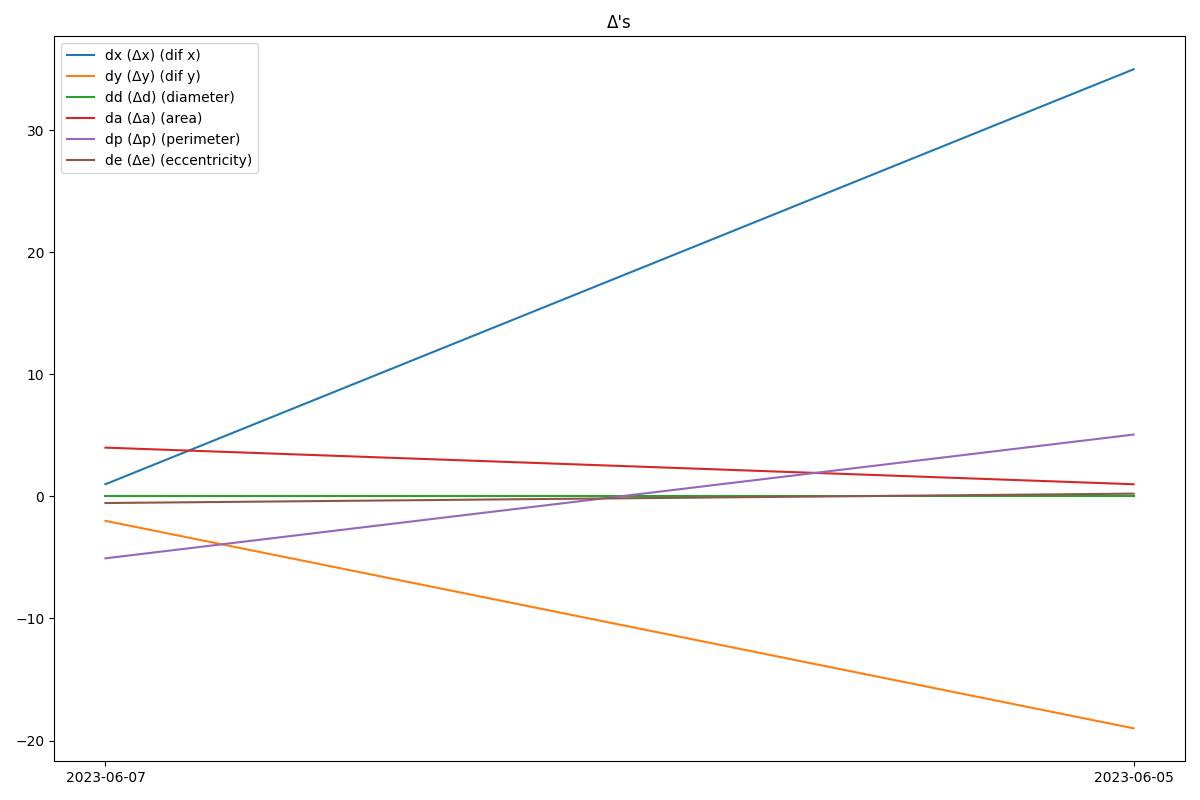 Δ's
dx (Δx) (dif x)
dy (Δy) (dif y)
dd (Δd) (diameter)
da (Δa) (area)
dp (Δp) (perimeter)
de (Δe) (eccentricity)
30
20
10
0
−10
−20
2023-06-07
2023-06-05